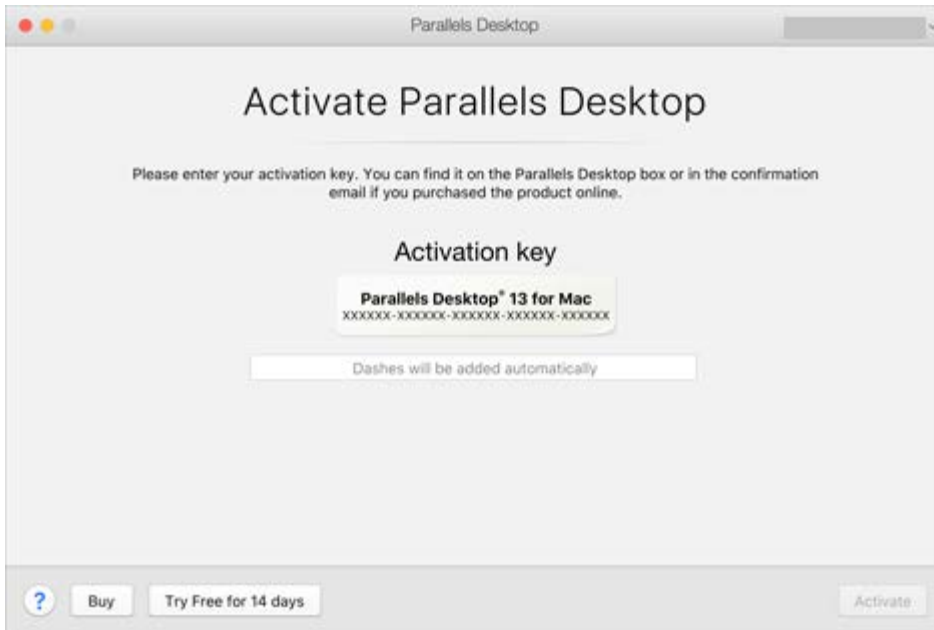 Parallels Desktop
Activate Parallels Desktop
Please enter your activation key. You can find it on the Parallels Desktop box or in the confirmation
email if you purchased the product online.
Activation key
Parallels Desktop® 13 for Mac
XXXXXX-XXXXXX-XXXXXX-XXXXXX-XXXXXX
Dashes will be added automatically
? Buy Try Free for 14 days Activate